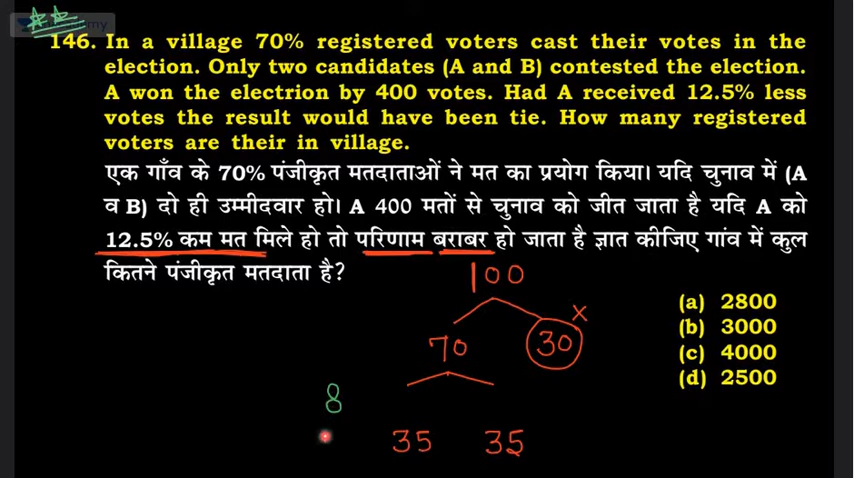 146. In a village 70% registered voters cast their votes in the
election. Only two candidates (A and B) contested the election.
A won the electrion by 400 votes. Had A received 12.5% less
votes the result would have been tie. How many registered
voters are their in village.
एक गाँव के 70% पंजीकृत मतदाताओं ने मत का प्रयोग किया। यदि चुनाव में (A
व B) दो ही उम्मीदवार हो। A 400 मतों से चुनाव को जीत जाता है यदि A को
12.5% कम मत मिले हो तो परिणाम बराबर हो जाता है ज्ञात कीजिए गांव में कुल
कितने पंजीकृत मतदाता है?
100
(a) 2800
(b) 3000
(c) 4000
(d) 2500
70 30 x
8
35 35